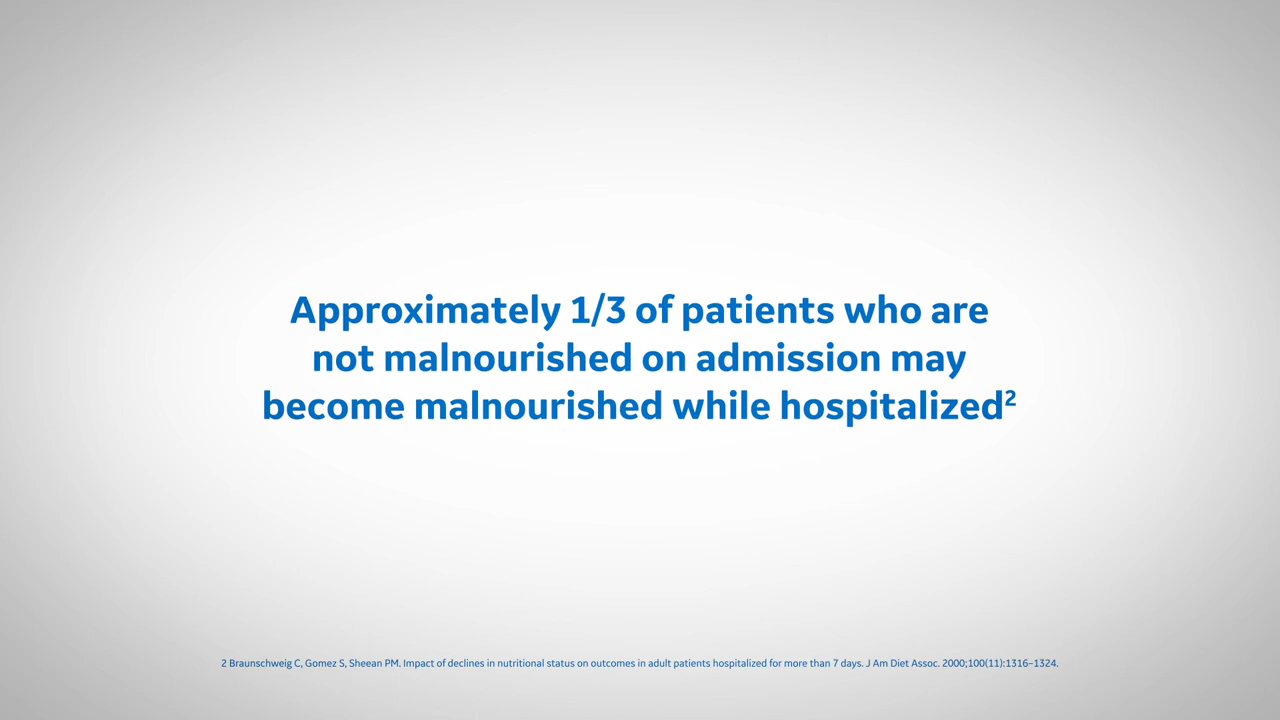 Approximately 1/3 of patients who are
not malnourished on admission may
become malnourished while hospitalized²
2 Braunschweig C, Gomez S, Sheean PM. Impact of declines in nutritional status on outcomes in adult patients hospitalized for more than 7 days. J Am Diet Assoc. 2000;100(11):1316–1324.